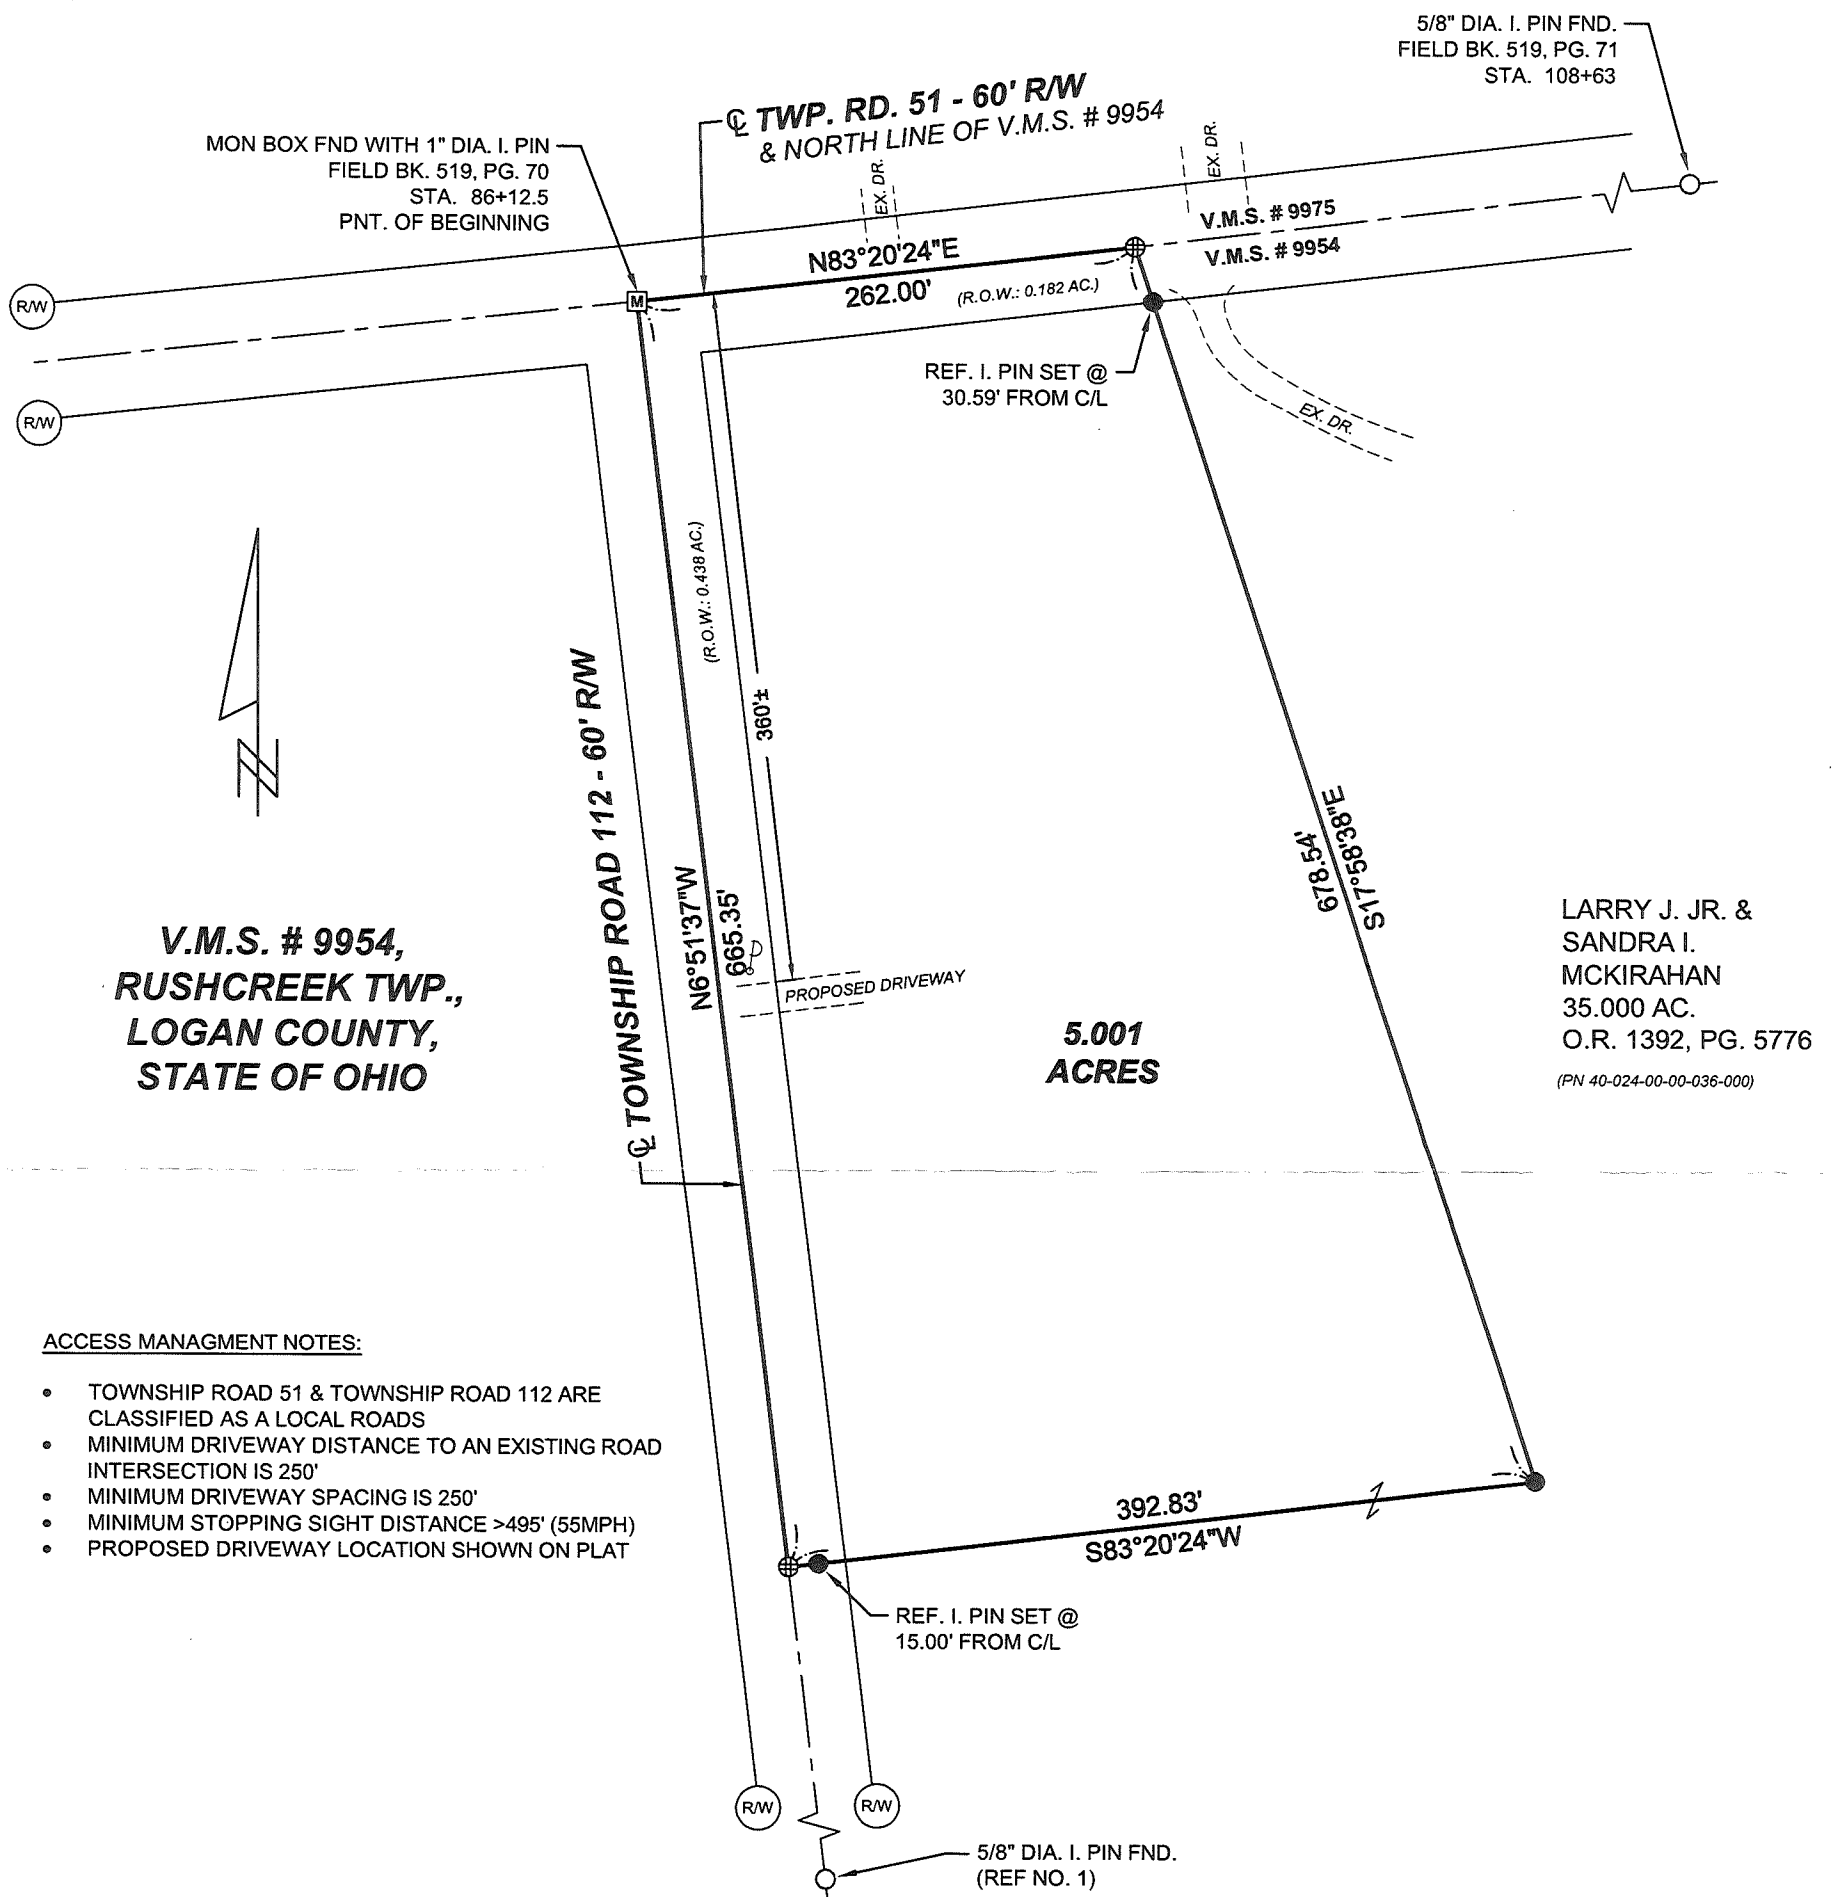 5/8" DIA. I. PIN FND.
FIELD BK. 519, PG. 71
STA. 108+63
℄ TWP. RD. 51 - 60' R/W
& NORTH LINE OF V.M.S. # 9954
MON BOX FND WITH 1" DIA. I. PIN
FIELD BK. 519, PG. 70
STA. 86+12.5
PNT. OF BEGINNING
EX. DR.
EX. DR.
V.M.S. # 9975
V.M.S. # 9954
N83°20'24"E
262.00'
(R.O.W.: 0.182 AC.)
R/W
M
R/W
REF. I. PIN SET @
30.59' FROM C/L
EX. DR.
(R.O.W.: 0.438 AC.)
360'±
℄ TOWNSHIP ROAD 112 - 60' R/W
N
N6°51'37"W
665.35'
S17°58'38"E
678.54'
PROPOSED DRIVEWAY
V.M.S. # 9954,
RUSHCREEK TWP.,
LOGAN COUNTY,
STATE OF OHIO
5.001
ACRES
LARRY J. JR. &
SANDRA I.
MCKIRAHAN
35.000 AC.
O.R. 1392, PG. 5776
(PN 40-024-00-00-036-000)
ACCESS MANAGMENT NOTES:
• TOWNSHIP ROAD 51 & TOWNSHIP ROAD 112 ARE
CLASSIFIED AS A LOCAL ROADS
• MINIMUM DRIVEWAY DISTANCE TO AN EXISTING ROAD
INTERSECTION IS 250'
• MINIMUM DRIVEWAY SPACING IS 250'
• MINIMUM STOPPING SIGHT DISTANCE >495' (55MPH)
• PROPOSED DRIVEWAY LOCATION SHOWN ON PLAT
392.83'
S83°20'24"W
REF. I. PIN SET @
15.00' FROM C/L
R/W
R/W
5/8" DIA. I. PIN FND.
(REF NO. 1)